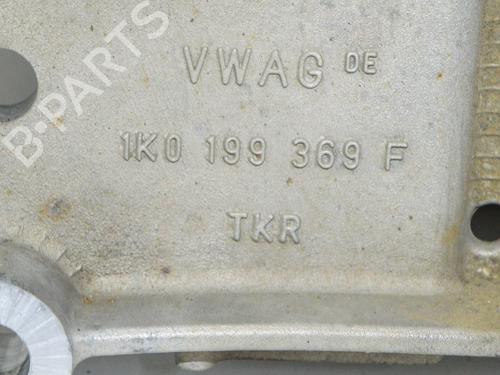 B-PARTS
VWAG DE
1K0 199 369 F
TKR